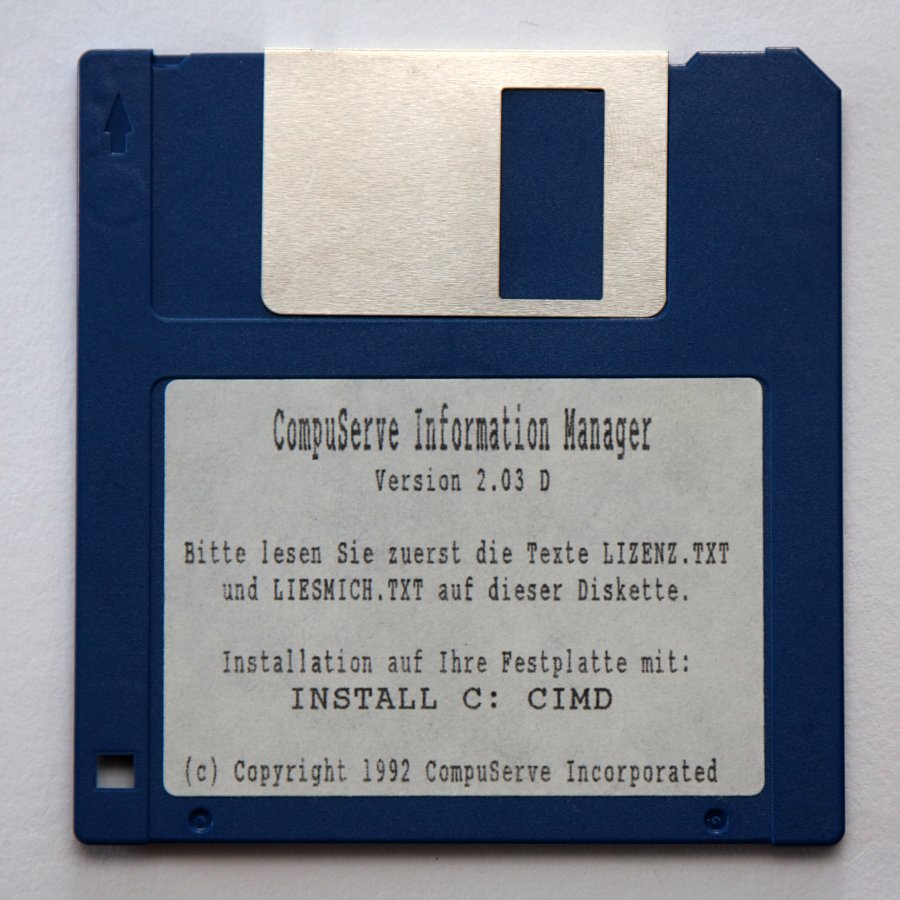 CompuServe Information Manager
Version 2.03 D
Bitte lesen Sie zuerst die Texte LIZENZ.TXT
und LIESMICH.TXT auf dieser Diskette.
Installation auf Ihre Festplatte mit:
INSTALL C: CIMD
(c) Copyright 1992 CompuServe Incorporated